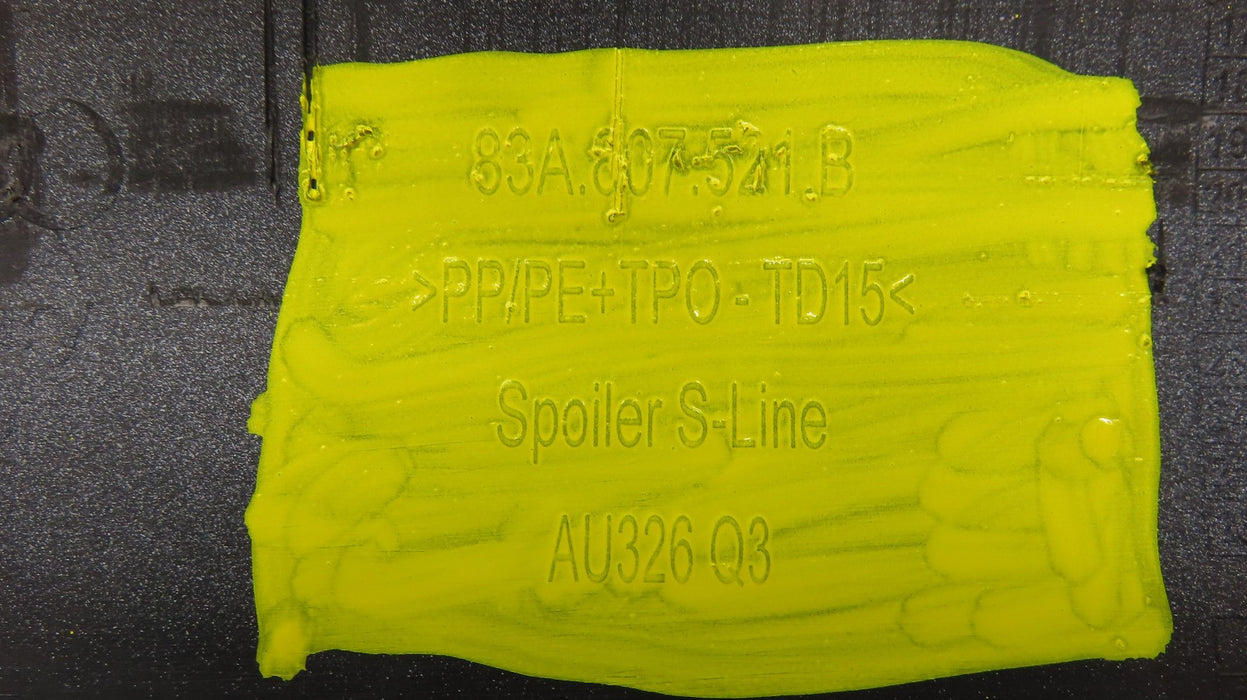 83A.807.521.B
>PP/PE+TPO - TD15<
Spoiler S-Line
AU326 Q3